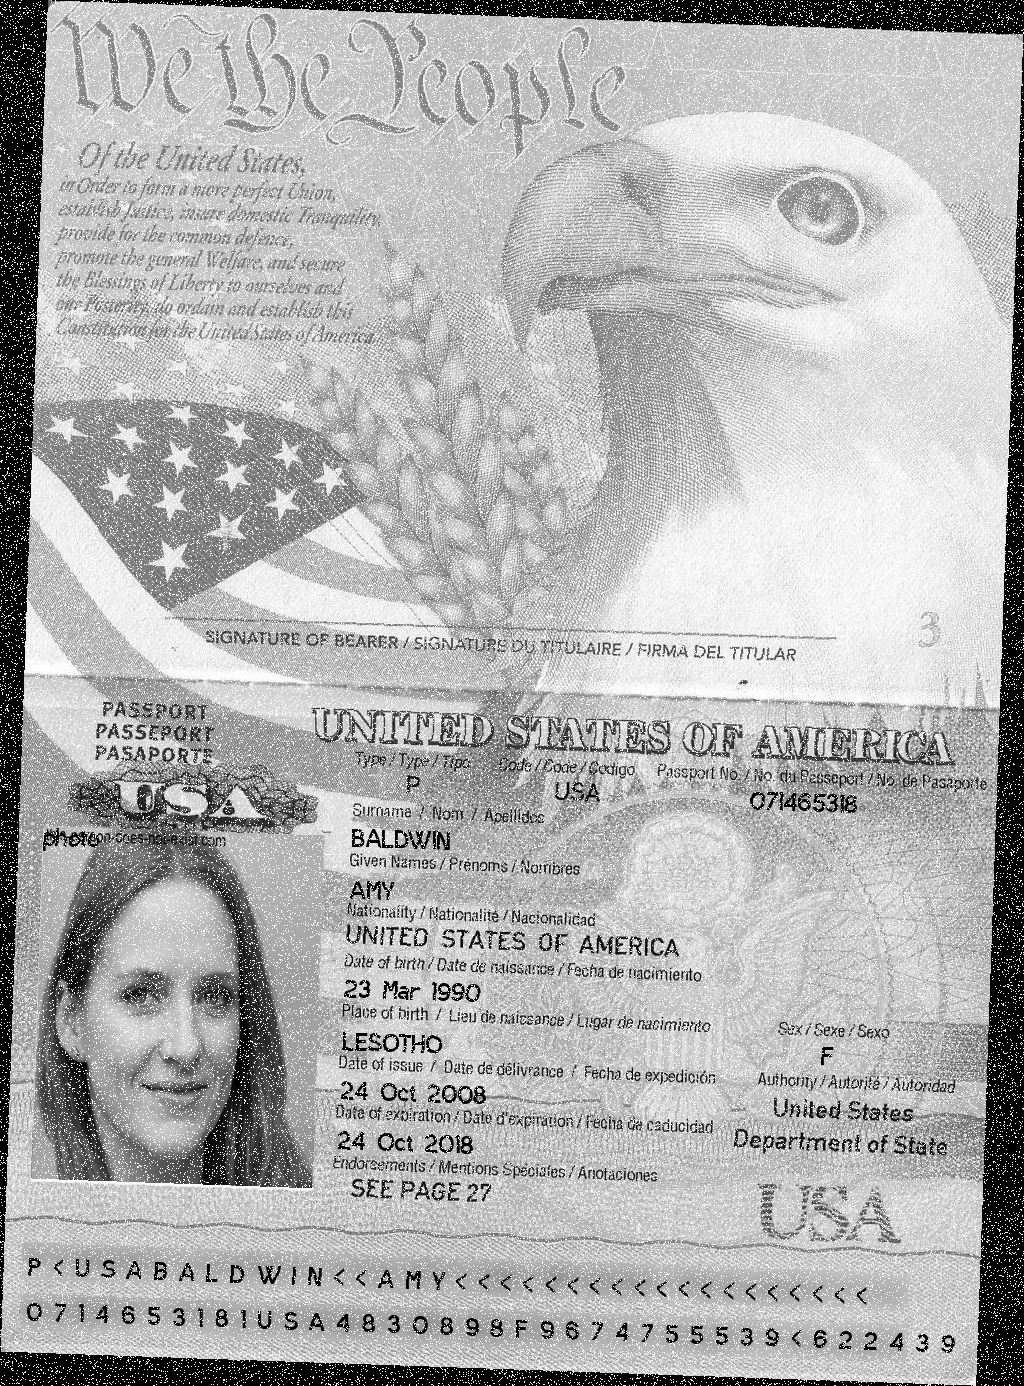 We the People
Of the United States,
in Order to form a more perfect Union,
establish Justice, insure domestic Tranquility,
provide for the common defence,
promote the general Welfare, and secure
the Blessings of Liberty to ourselves and
our Posterity, do ordain and establish this
Constitution for the United States of America.
SIGNATURE OF BEARER / SIGNATURE DU TITULAIRE / FIRMA DEL TITULAR
3
PASSPORT
PASSEPORT
PASAPORTE
USA
UNITED STATES OF AMERICA
Type / Type / Tipo Code / Code / Codigo Passport No. / No. du Passeport / No. de Pasaporte
P USA 071465318
Surname / Nom / Apellidos
BALDWIN
Given Names / Prénoms / Nombres
AMY
Nationality / Nationalité / Nacionalidad
UNITED STATES OF AMERICA
Date of birth / Date de naissance / Fecha de nacimiento
23 Mar 1990
Place of birth / Lieu de naissance / Lugar de nacimiento
LESOTHO
Sex / Sexe / Sexo
F
Date of issue / Date de délivrance / Fecha de expedición
24 Oct 2008
Authority / Autorité / Autoridad
United States
Department of State
Date of expiration / Date d'expiration / Fecha de caducidad
24 Oct 2018
Endorsements / Mentions Spéciales / Anotaciones
SEE PAGE 27
USA
photo
P<USABALDWIN<<AMY<<<<<<<<<<<<<<<<<<
0714653181USA4830898F9674755539<622439